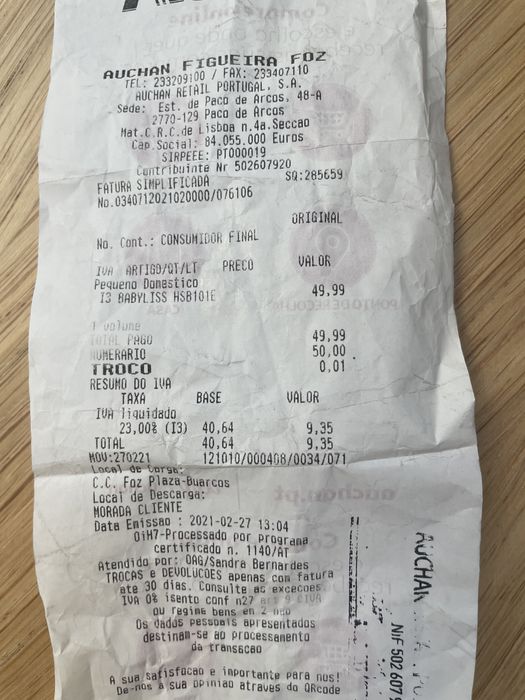 AUCHAN FIGUEIRA FOZ
TEL: 233209100 / FAX: 233407110
AUCHAN RETAIL PORTUGAL, S.A.
Sede: Est. de Paco de Arcos, 48-A
2770-129 Paco de Arcos
Mat.C.R.C.de Lisboa n.4a.Seccao
Cap.Social: 84.055.000 Euros
SIRPEEE: PT000019
Contribuinte Nr 502607920
FATURA SIMPLIFICADA SQ:285659
No.0340712021020000/076106
ORIGINAL
No. Cont.: CONSUMIDOR FINAL
IVA ARTIGO/QT/LT PRECO VALOR
Pequeno Domestico
I3 BABYLISS HSB101E 49,99
1 volume
TOTAL PAGO 49,99
NUMERARIO 50,00
TROCO 0,01
RESUMO DO IVA
TAXA BASE VALOR
IVA liquidado
23,00% (I3) 40,64 9,35
TOTAL 40,64 9,35
MOV:270221 121010/000408/0034/071
Local de Carga:
C.C. Foz Plaza-Buarcos
Local de Descarga:
MORADA CLIENTE
Data Emissao : 2021-02-27 13:04
OiH7-Processado por programa
certificado n. 1140/AT
Atendido por: OAG/Sandra Bernardes
TROCAS e DEVOLUCOES apenas com fatura
ate 30 dias. Consulte as excecoes.
IVA 0% isento conf n27 art 9 CIVA
ou regime bens em 2 mao
Os dados pessoais apresentados
destinam-se ao processamento
da transacao
A sua satisfacao e importante para nos!
De-nos a sua opiniao atraves do QRcode
AUCHAN
NIF 502 607